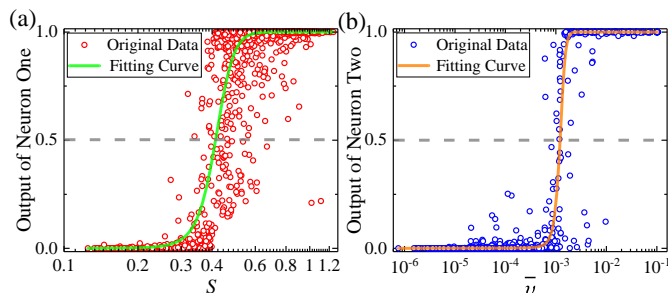 (a)
Output of Neuron One
1.0
0.5
0.0
Original Data
Fitting Curve
0.1 0.2 0.3 0.4 0.6 0.8 1.2
S
(b)
Output of Neuron Two
1.0
0.5
0.0
Original Data
Fitting Curve
10⁻⁶ 10⁻⁵ 10⁻⁴ 10⁻³ 10⁻² 10⁻¹
ν̅